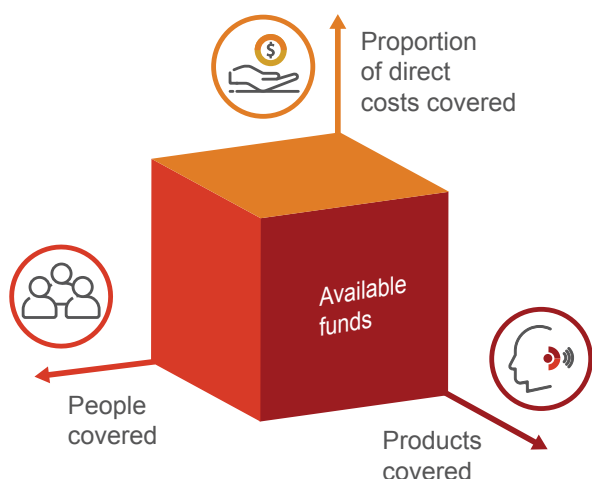 $
Proportion
of direct
costs covered
Available
funds
People
covered
Products
covered